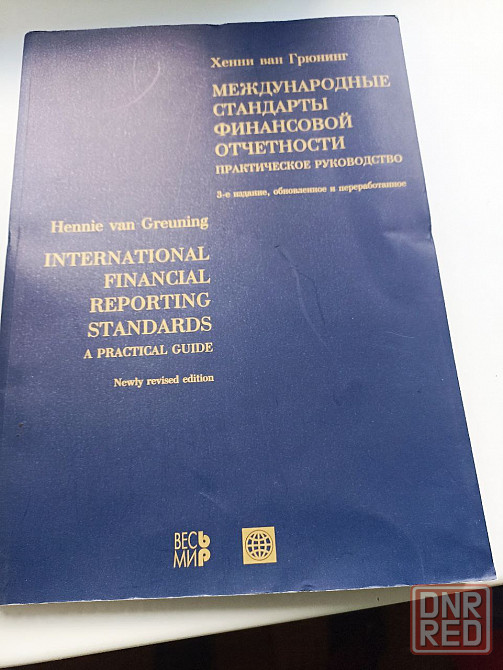 Хенни ван Грюнинг
МЕЖДУНАРОДНЫЕ
СТАНДАРТЫ
ФИНАНСОВОЙ
ОТЧЕТНОСТИ
ПРАКТИЧЕСКОЕ РУКОВОДСТВО
3-е издание, обновленное и переработанное
Hennie van Greuning
INTERNATIONAL
FINANCIAL
REPORTING
STANDARDS
A PRACTICAL GUIDE
Newly revised edition
ВЕСЬ
МИР
DNR
RED